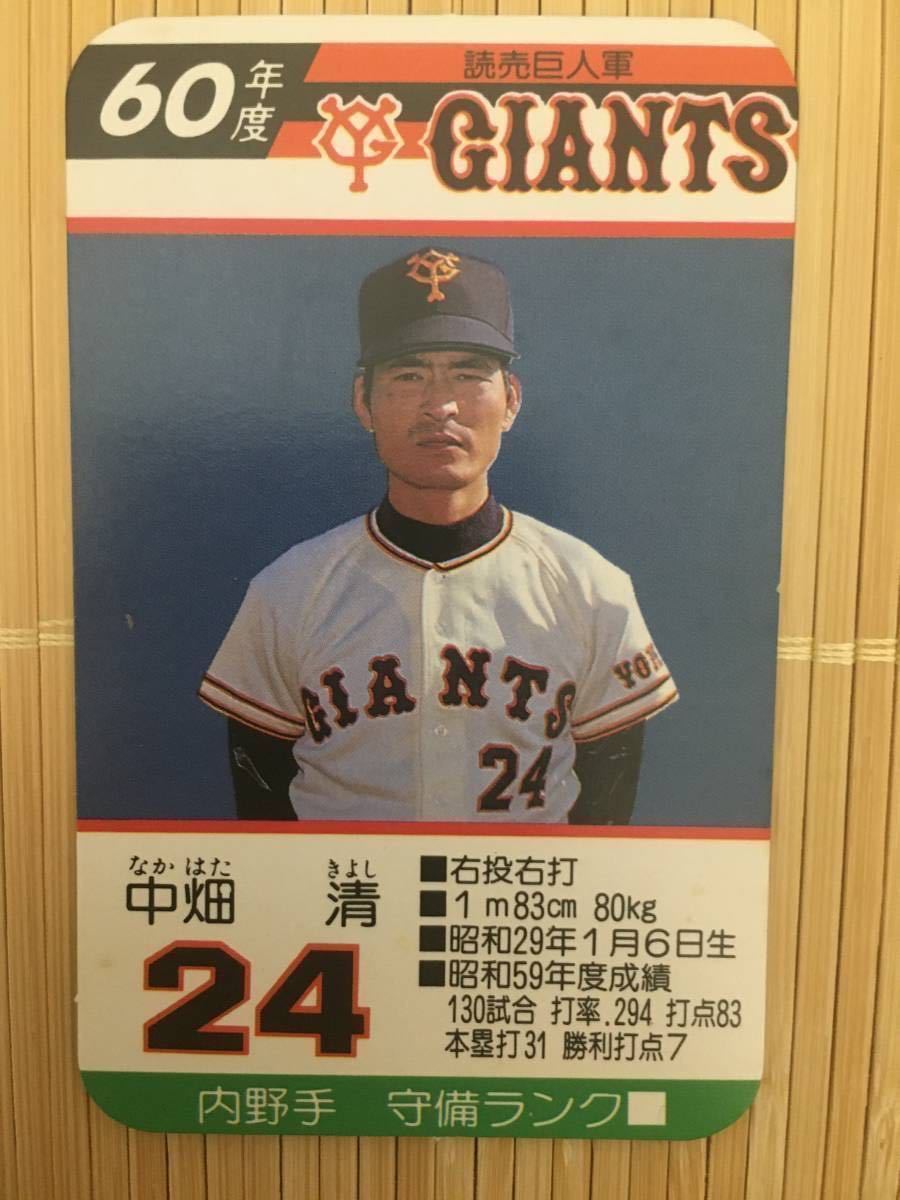 60年度
読売巨人軍
YG GIANTS
YG
GIANTS
YOM
24
なか はた きよし
中畑 清
24
■右投右打
■1m83cm 80kg
■昭和29年1月6日生
■昭和59年度成績
130試合 打率.294 打点83
本塁打31 勝利打点7
内野手 守備ランク■